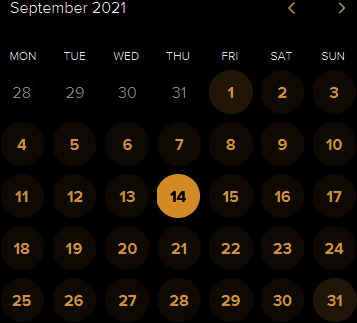 September 2021 < >
MON TUE WED THU FRI SAT SUN
28 29 30 31 1 2 3
4 5 6 7 8 9 10
11 12 13 14 15 16 17
18 19 20 21 22 23 24
25 26 27 28 29 30 31